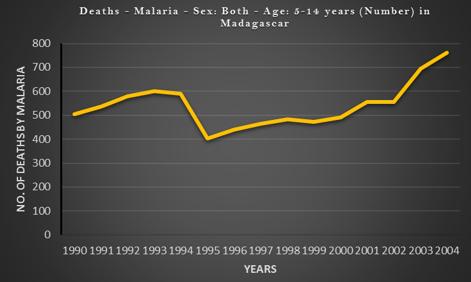 Deaths - Malaria - Sex: Both - Age: 5-14 years (Number) in
Madagascar
NO. OF DEATHS BY MALARIA
800
700
600
500
400
300
200
100
0
1990 1991 1992 1993 1994 1995 1996 1997 1998 1999 2000 2001 2002 2003 2004
YEARS